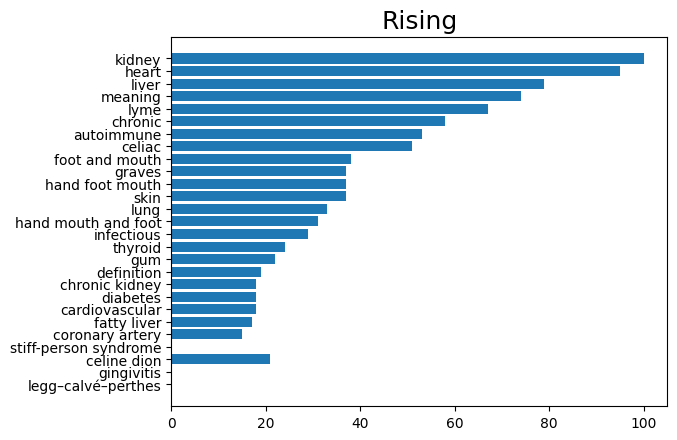 Rising
kidney
heart
liver
meaning
lyme
chronic
autoimmune
celiac
foot and mouth
graves
hand foot mouth
skin
lung
hand mouth and foot
infectious
thyroid
gum
definition
chronic kidney
diabetes
cardiovascular
fatty liver
coronary artery
stiff-person syndrome
celine dion
gingivitis
legg–calvé–perthes
0 20 40 60 80 100